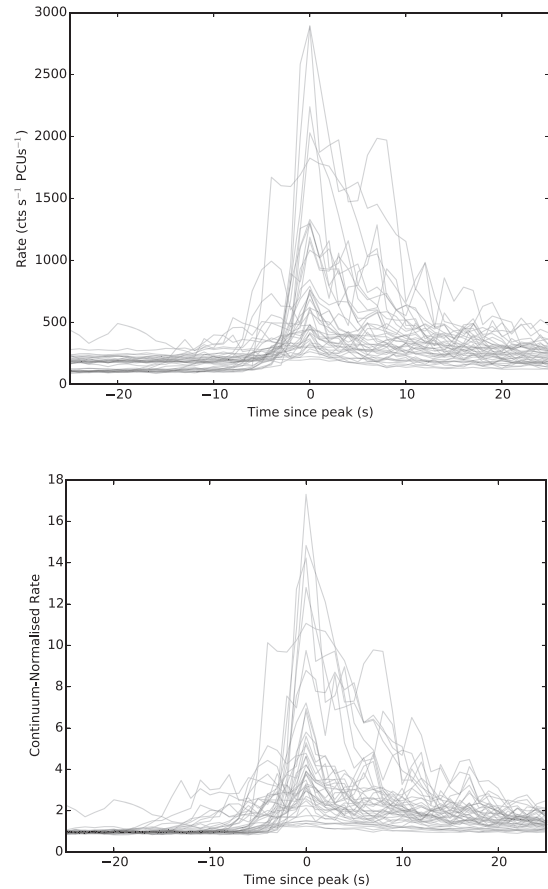 3000
2500
2000
1500
1000
500
0
Rate (cts s⁻¹ PCUs⁻¹)
−20 −10 0 10 20
Time since peak (s)
18
16
14
12
10
8
6
4
2
0
Continuum-Normalised Rate
−20 −10 0 10 20
Time since peak (s)